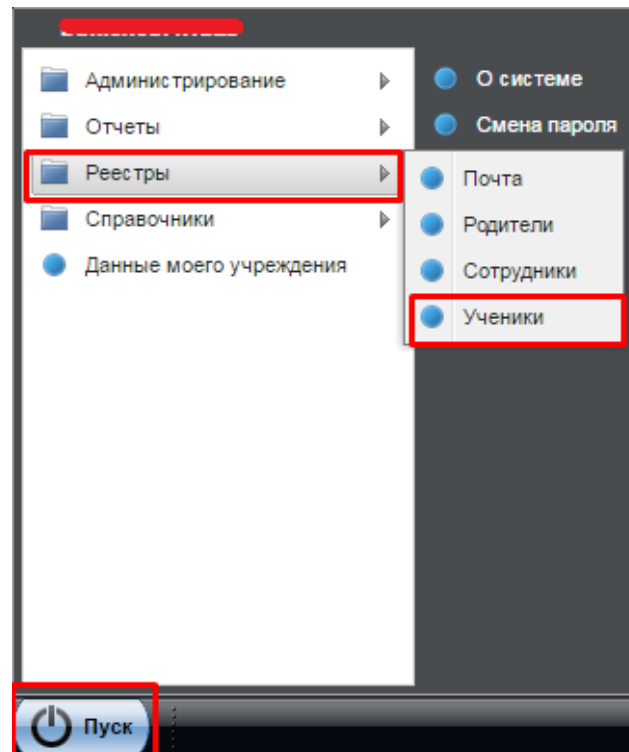 Администрирование
Отчеты
Реестры
Справочники
Данные моего учреждения
О системе
Смена пароля
Почта
Родители
Сотрудники
Ученики
Пуск